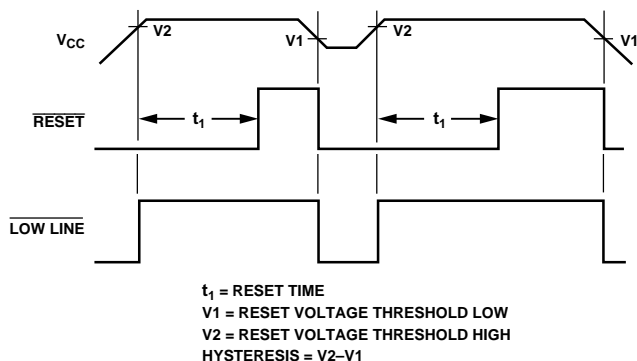 V2 V2
VCC V1 V1
t1 t1
RESET
LOW LINE
t1 = RESET TIME
V1 = RESET VOLTAGE THRESHOLD LOW
V2 = RESET VOLTAGE THRESHOLD HIGH
HYSTERESIS = V2–V1